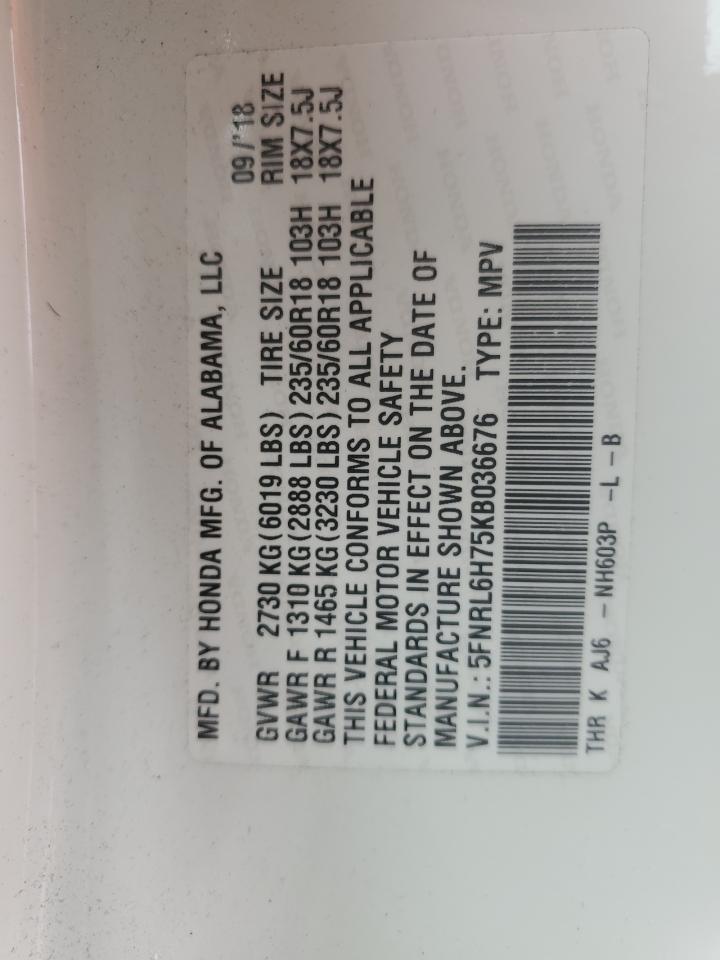 MFD. BY HONDA MFG. OF ALABAMA, LLC
09/'18
GVWR 2730 KG(6019 LBS) TIRE SIZE RIM SIZE
GAWR F 1310 KG(2888 LBS)235/60R18 103H 18X7.5J
GAWR R 1465 KG(3230 LBS)235/60R18 103H 18X7.5J
THIS VEHICLE CONFORMS TO ALL APPLICABLE
FEDERAL MOTOR VEHICLE SAFETY
STANDARDS IN EFFECT ON THE DATE OF
MANUFACTURE SHOWN ABOVE.
V.I.N.: 5FNRL6H75KB036676 TYPE: MPV
THR K AJ6 - NH603P -L - B